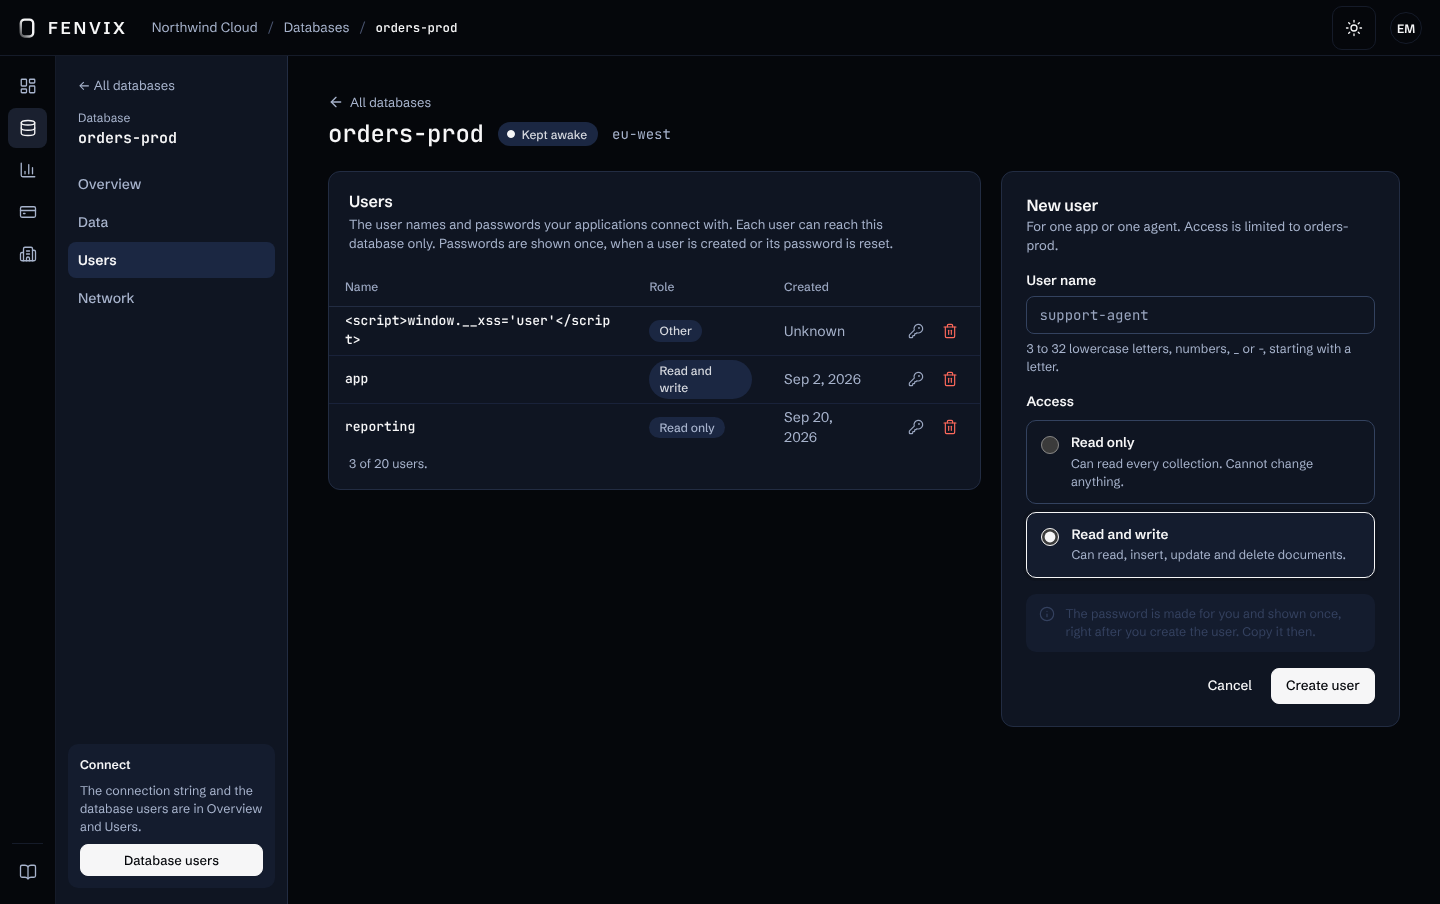 FENVIX Northwind Cloud / Databases / orders-prod EM
← All databases
Database
orders-prod
Overview
Data
Users
Network
Connect
The connection string and the
database users are in Overview
and Users.
Database users
← All databases
orders-prod Kept awake eu-west
Users
The user names and passwords your applications connect with. Each user can reach this
database only. Passwords are shown once, when a user is created or its password is reset.
Name Role Created
<script>window.__xss='user'</scrip
t>
Other Unknown
app Read and
write
Sep 2, 2026
reporting Read only Sep 20,
2026
3 of 20 users.
New user
For one app or one agent. Access is limited to orders-
prod.
User name
support-agent
3 to 32 lowercase letters, numbers, _ or -, starting with a
letter.
Access
Read only
Can read every collection. Cannot change
anything.
Read and write
Can read, insert, update and delete documents.
The password is made for you and shown once,
right after you create the user. Copy it then.
Cancel Create user